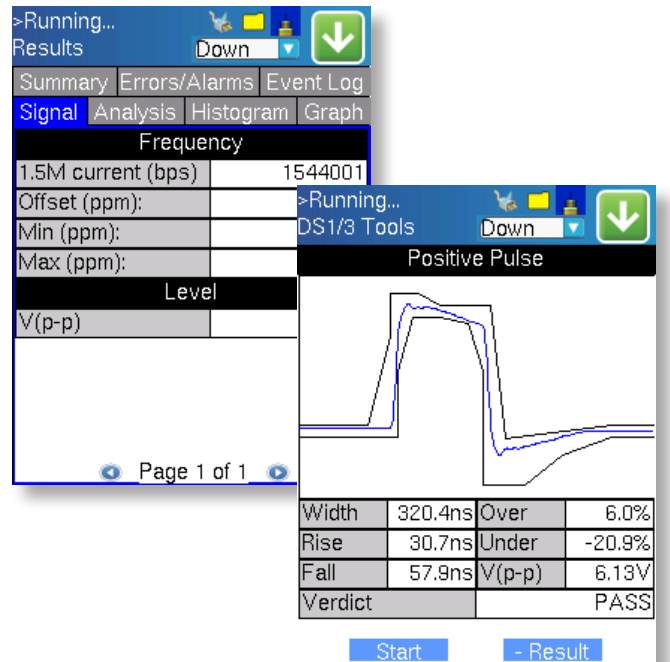 >Running...
Results
Down
Summary Errors/Alarms Event Log
Signal Analysis Histogram Graph
Frequency
1.5M current (bps) 1544001
Offset (ppm):
Min (ppm):
Max (ppm):
Level
V(p-p)
Page 1 of 1
>Running...
DS1/3 Tools
Down
Positive Pulse
Width 320.4ns Over 6.0%
Rise 30.7ns Under -20.9%
Fall 57.9ns V(p-p) 6.13V
Verdict PASS
Start - Result